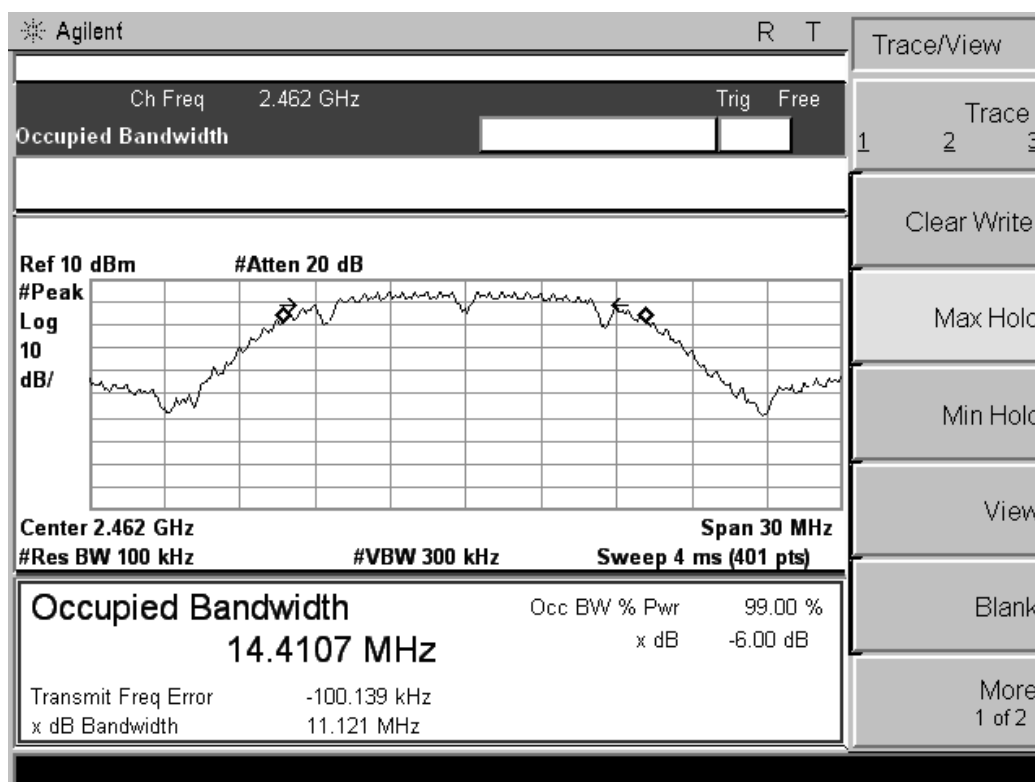 Agilent R T
Ch Freq 2.462 GHz Trig Free
Occupied Bandwidth
Ref 10 dBm #Atten 20 dB
#Peak
Log
10
dB/
Center 2.462 GHz Span 30 MHz
#Res BW 100 kHz #VBW 300 kHz Sweep 4 ms (401 pts)
Occupied Bandwidth
14.4107 MHz
Occ BW % Pwr 99.00 %
x dB -6.00 dB
Transmit Freq Error -100.139 kHz
x dB Bandwidth 11.121 MHz
Trace/View
Trace
1 2 3
Clear Write
Max Hold
Min Hold
View
Blank
More
1 of 2